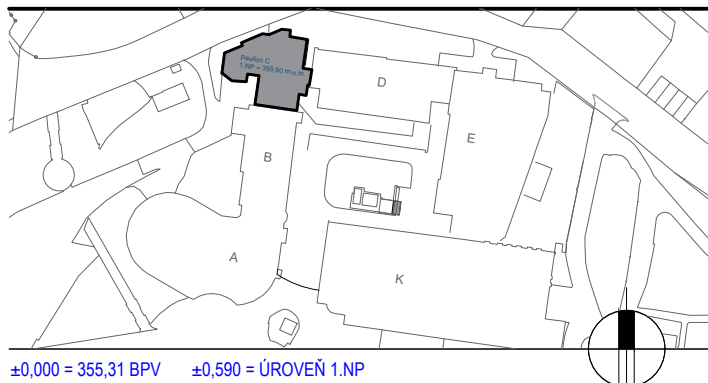 Pavilon C
1.NP = 355,90 m.n.m.
D
E
B
A
K
±0,000 = 355,31 BPV ±0,590 = ÚROVEŇ 1.NP